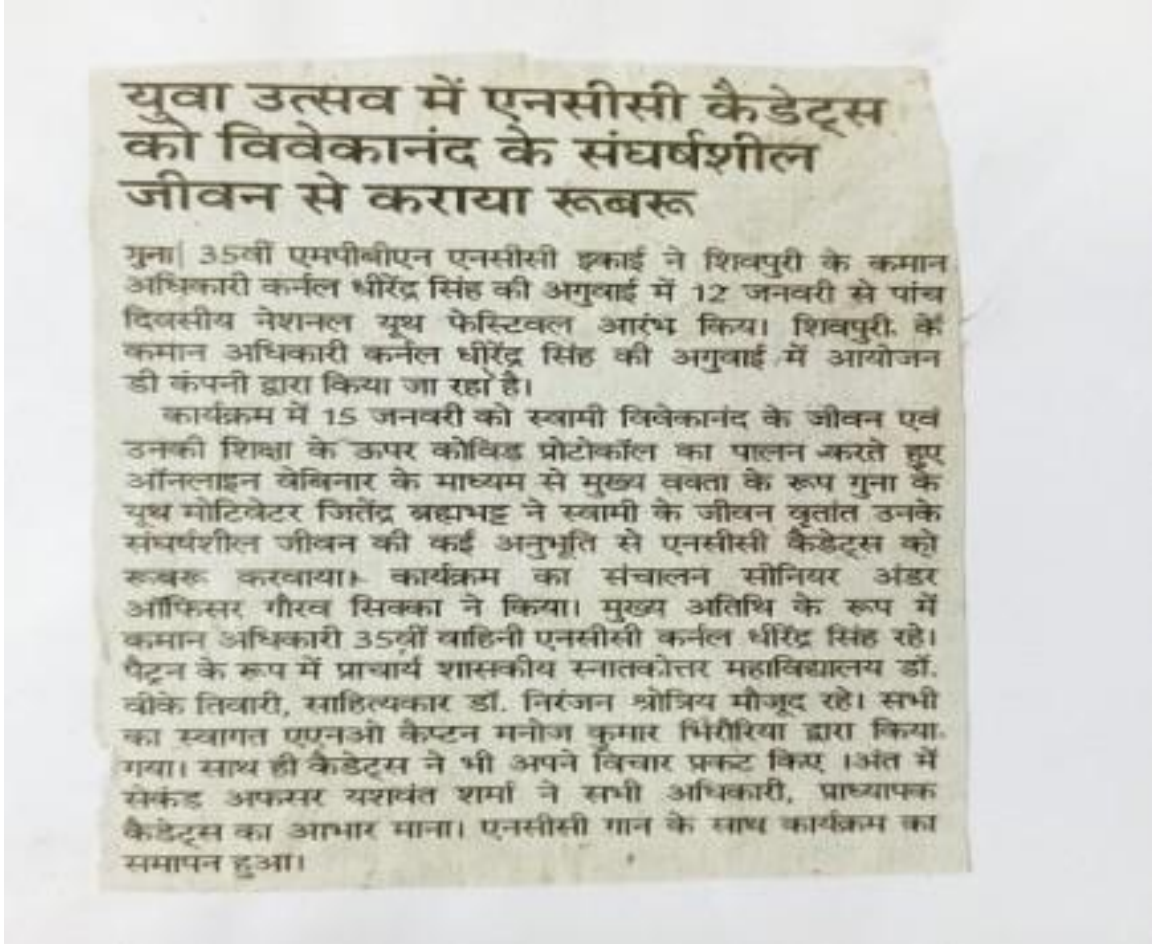 युवा उत्सव में एनसीसी कैडेट्स
को विवेकानंद के संघर्षशील
जीवन से कराया रूबरू
गुना| 35वीं एमपीबीएन एनसीसी इकाई ने शिवपुरी के कमान
अधिकारी कर्नल धीरेंद्र सिंह की अगुवाई में 12 जनवरी से पांच
दिवसीय नेशनल यूथ फेस्टिवल आरंभ किय। शिवपुरी के
कमान अधिकारी कर्नल धीरेंद्र सिंह की अगुवाई में आयोजन
डी कंपनी द्वारा किया जा रहा है।
कार्यक्रम में 15 जनवरी को स्वामी विवेकानंद के जीवन एवं
उनकी शिक्षा के ऊपर कोविड प्रोटोकॉल का पालन करते हुए
ऑनलाइन वेबिनार के माध्यम से मुख्य वक्ता के रूप गुना के
यूथ मोटिवेटर जितेंद्र ब्रह्मभट्ट ने स्वामी के जीवन वृतांत उनके
संघर्षशील जीवन की कई अनुभूति से एनसीसी कैडेट्स को
रूबरू करवाया। कार्यक्रम का संचालन सीनियर अंडर
ऑफिसर गौरव सिक्का ने किया। मुख्य अतिथि के रूप में
कमान अधिकारी 35वीं वाहिनी एनसीसी कर्नल धीरेंद्र सिंह रहे।
पैट्रन के रूप में प्राचार्य शासकीय स्नातकोत्तर महाविद्यालय डॉ.
वीके तिवारी, साहित्यकार डॉ. निरंजन श्रोत्रिय मौजूद रहे। सभी
का स्वागत एएनओ कैप्टन मनोज कुमार भिरौरिया द्वारा किया
गया। साथ ही कैडेट्स ने भी अपने विचार प्रकट किए ।अंत में
सेकंड अफसर यशवंत शर्मा ने सभी अधिकारी, प्राध्यापक
कैडेट्स का आभार माना। एनसीसी गान के साथ कार्यक्रम का
समापन हुआ।